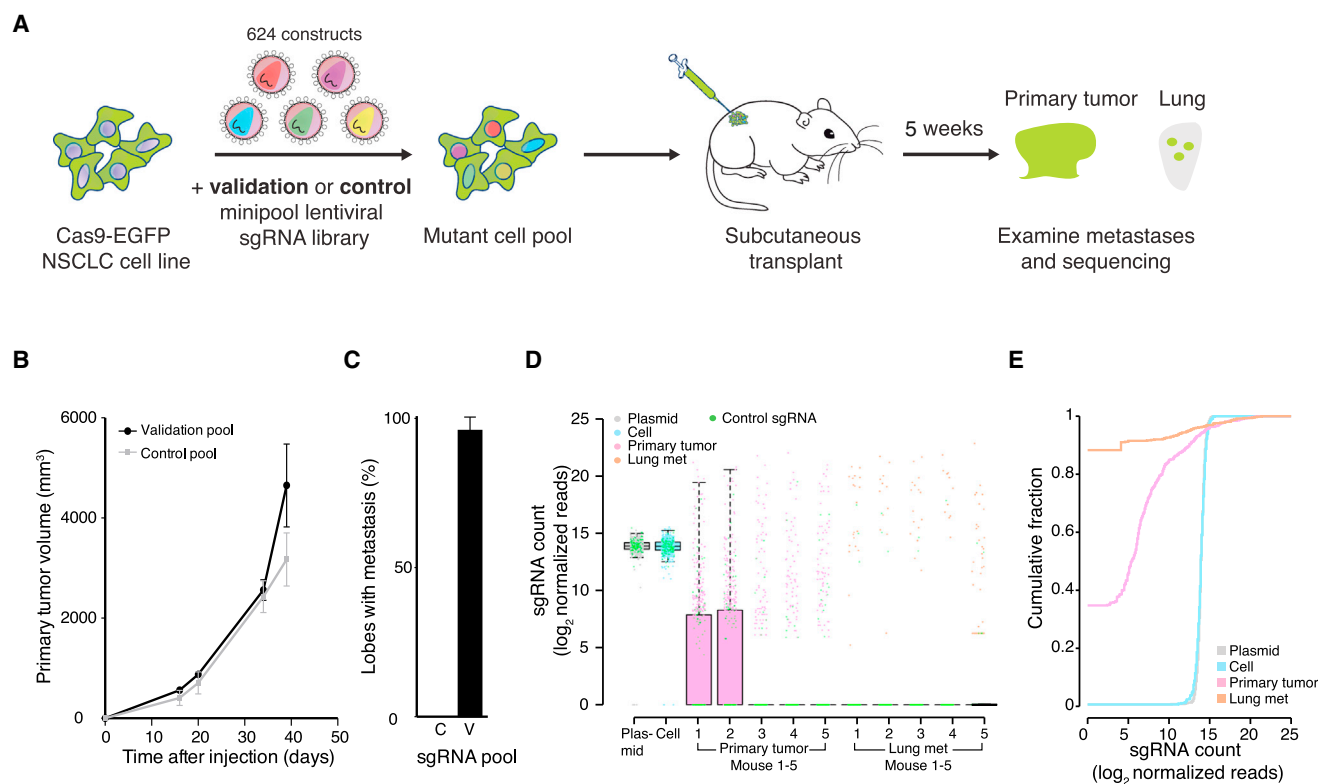 A
624 constructs
+ validation or control
minipool lentiviral
sgRNA library
Cas9-EGFP
NSCLC cell line
Mutant cell pool
Subcutaneous
transplant
5 weeks
Primary tumor
Lung
Examine metastases
and sequencing
B
Primary tumor volume (mm³)
6000
4000
2000
0
Validation pool
Control pool
0 10 20 30 40 50
Time after injection (days)
C
Lobes with metastasis (%)
100
50
0
C V
sgRNA pool
D
sgRNA count
(log₂ normalized reads)
25
20
15
10
5
0
Plasmid
Cell
Primary tumor
Lung met
Control sgRNA
Plas-
mid
Cell
1 2 3 4 5
Primary tumor
Mouse 1-5
1 2 3 4 5
Lung met
Mouse 1-5
E
Cumulative fraction
1
0.8
0.6
0.4
0.2
0
Plasmid
Cell
Primary tumor
Lung met
0 5 10 15 20 25
sgRNA count
(log₂ normalized reads)